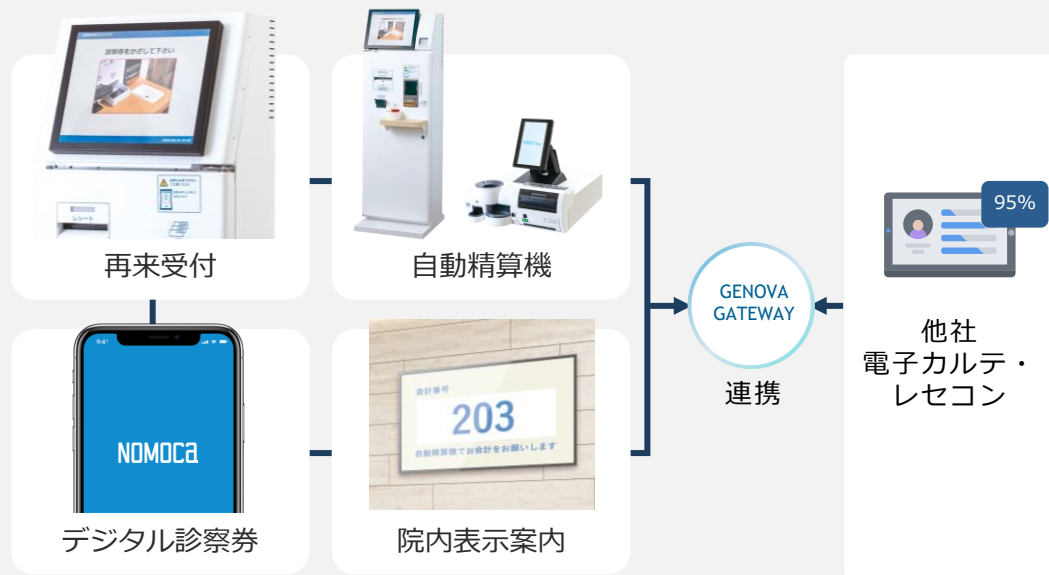 診察券をかざして下さい
レシート
再来受付
自動精算機
9:41
NOMOCa
デジタル診察券
会計番号
203
自動精算機でお会計をお願いします
院内表示案内
GENOVA
GATEWAY
連携
95%
他社
電子カルテ・
レセコン